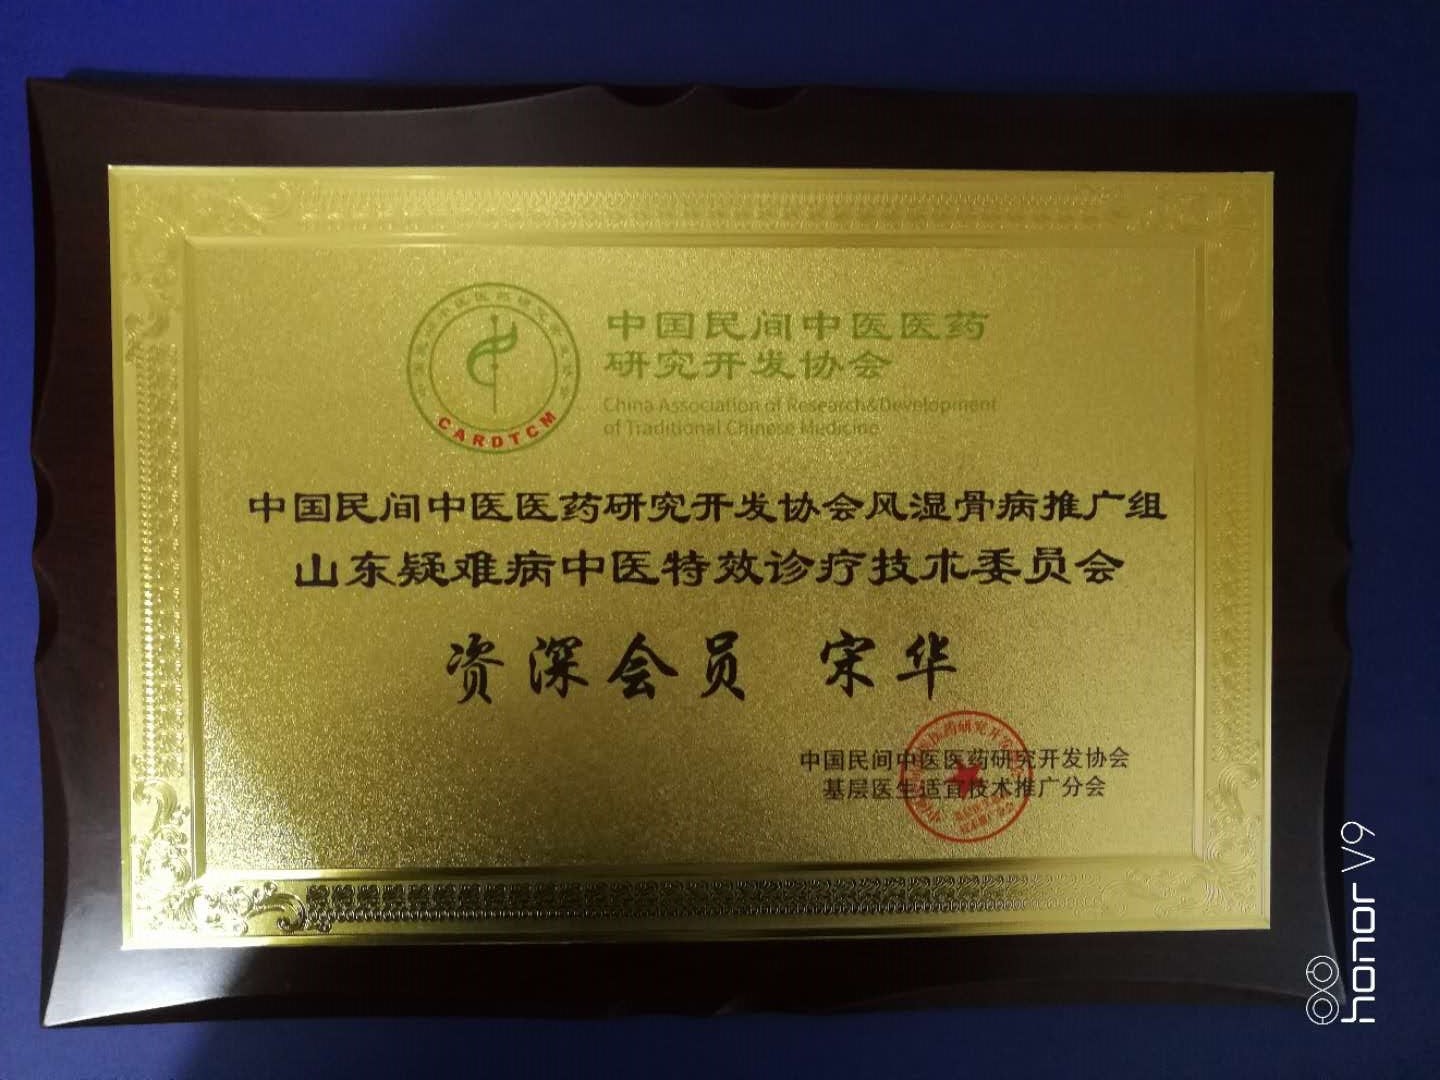 CARDTCM
中国民间中医医药
研究开发协会
China Association of Research&Development
of Traditional Chinese Medicine
中国民间中医医药研究开发协会风湿骨病推广组
山东疑难病中医特效诊疗技术委员会
资深会员 宋华
中国民间中医医药研究开发协会
基层医生适宜技术推广分会
honor V9